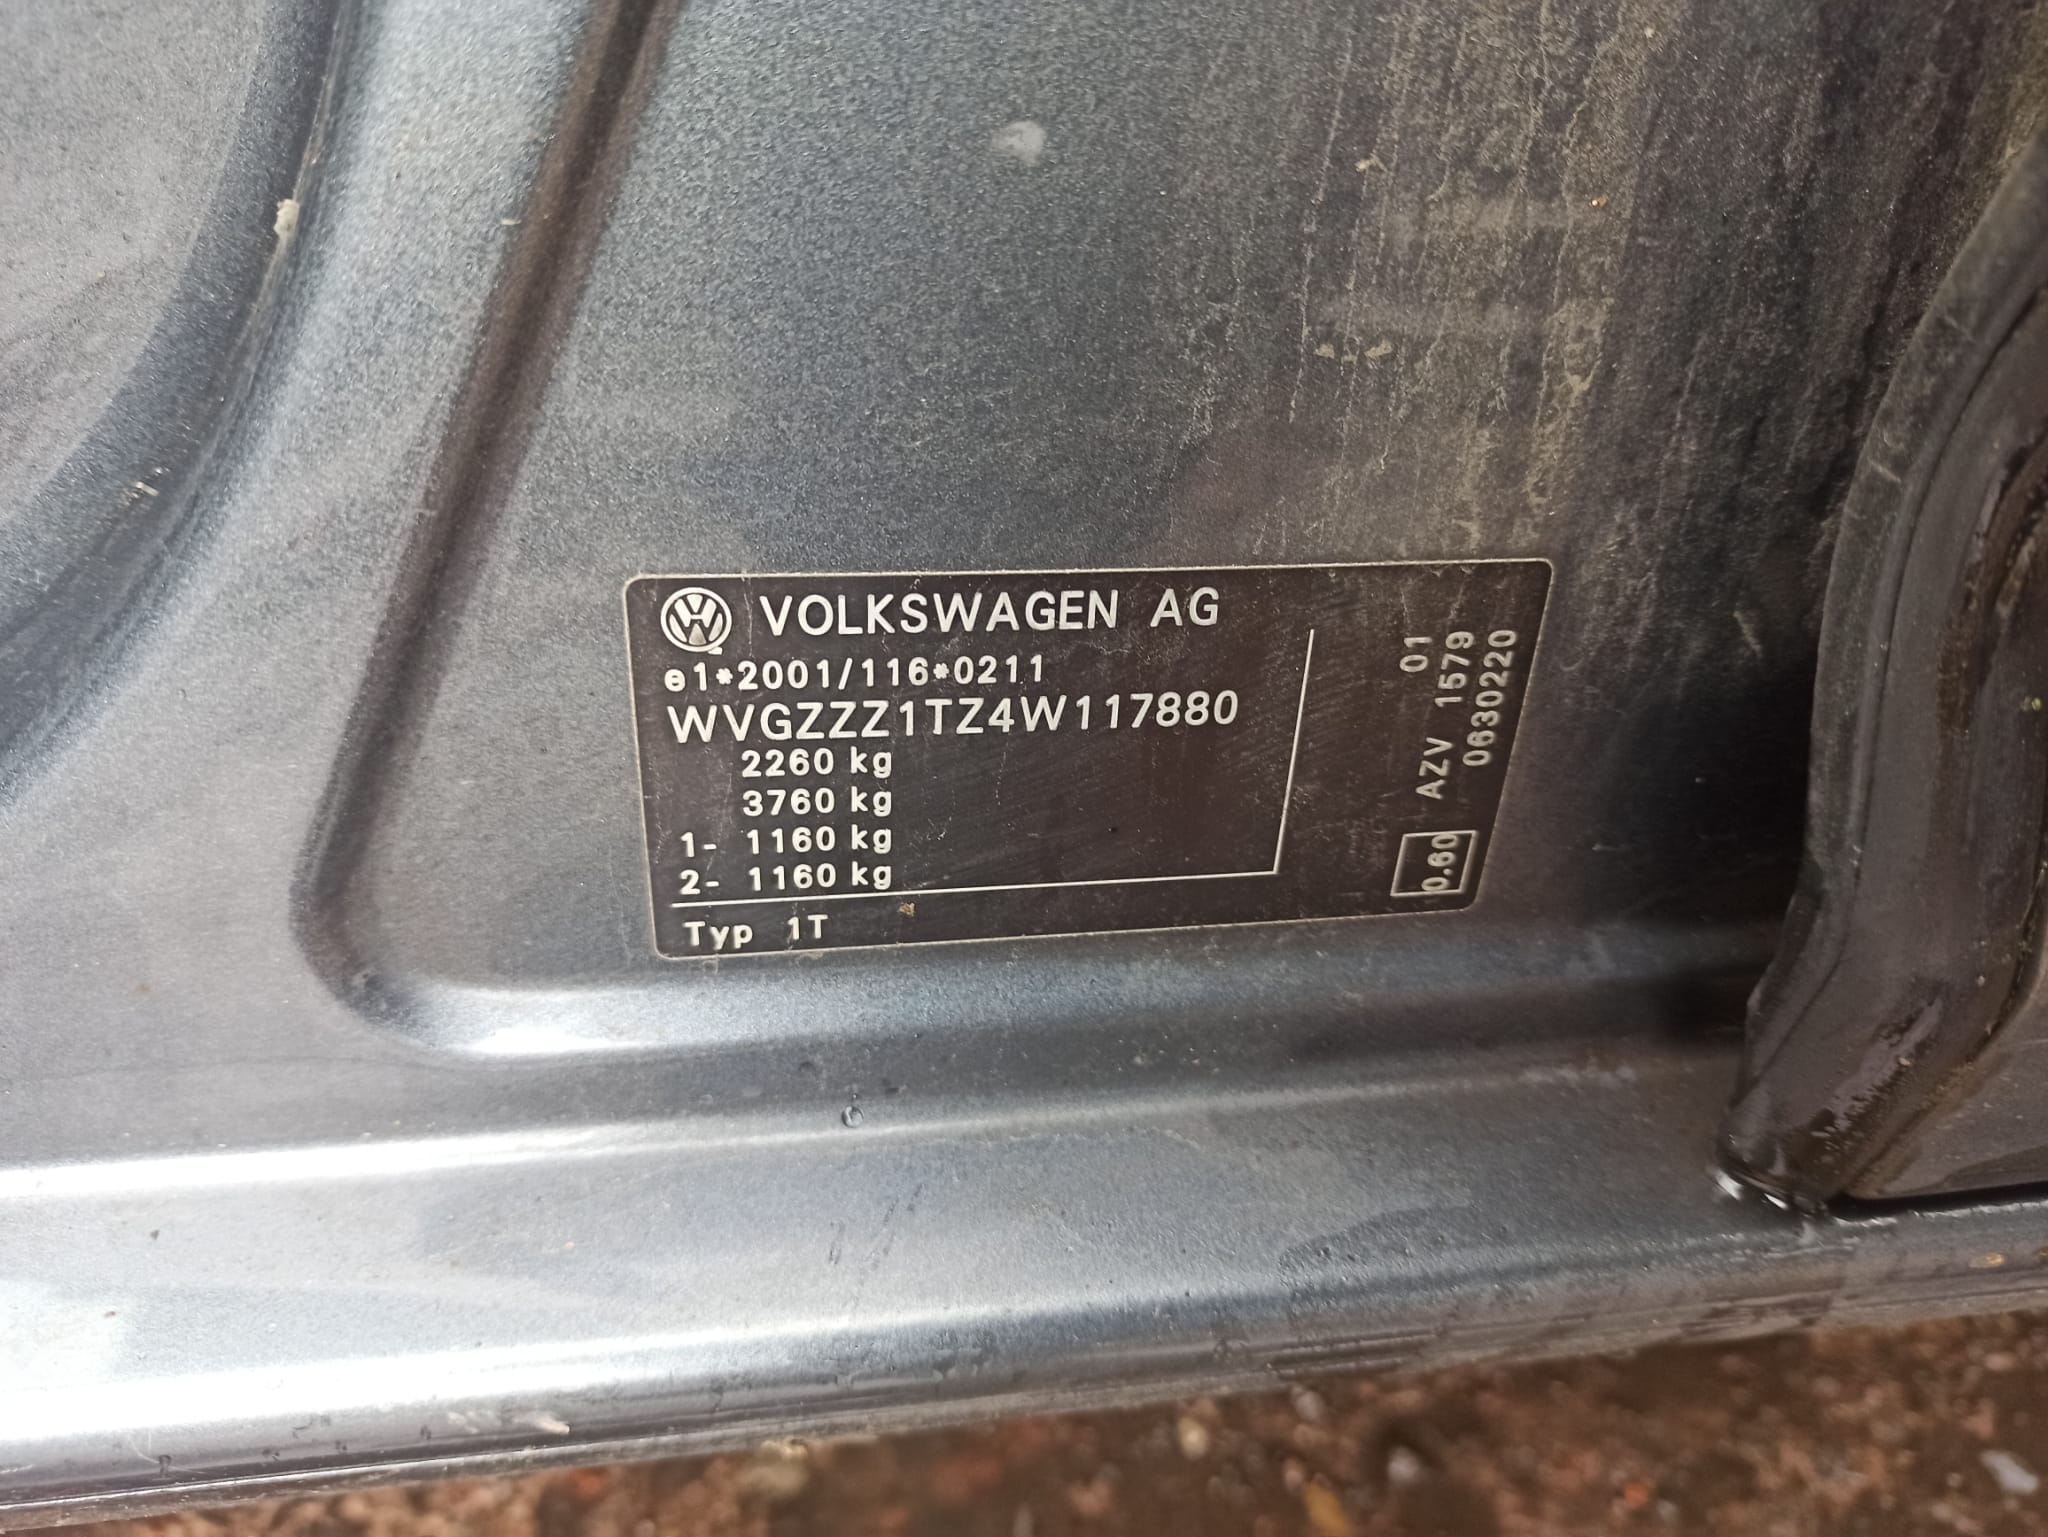 VOLKSWAGEN AG
e1*2001/116*0211
WVGZZZ1TZ4W117880
2260 kg
3760 kg
1- 1160 kg
2- 1160 kg
Typ 1T
01
AZV 1579
0630220
0.60